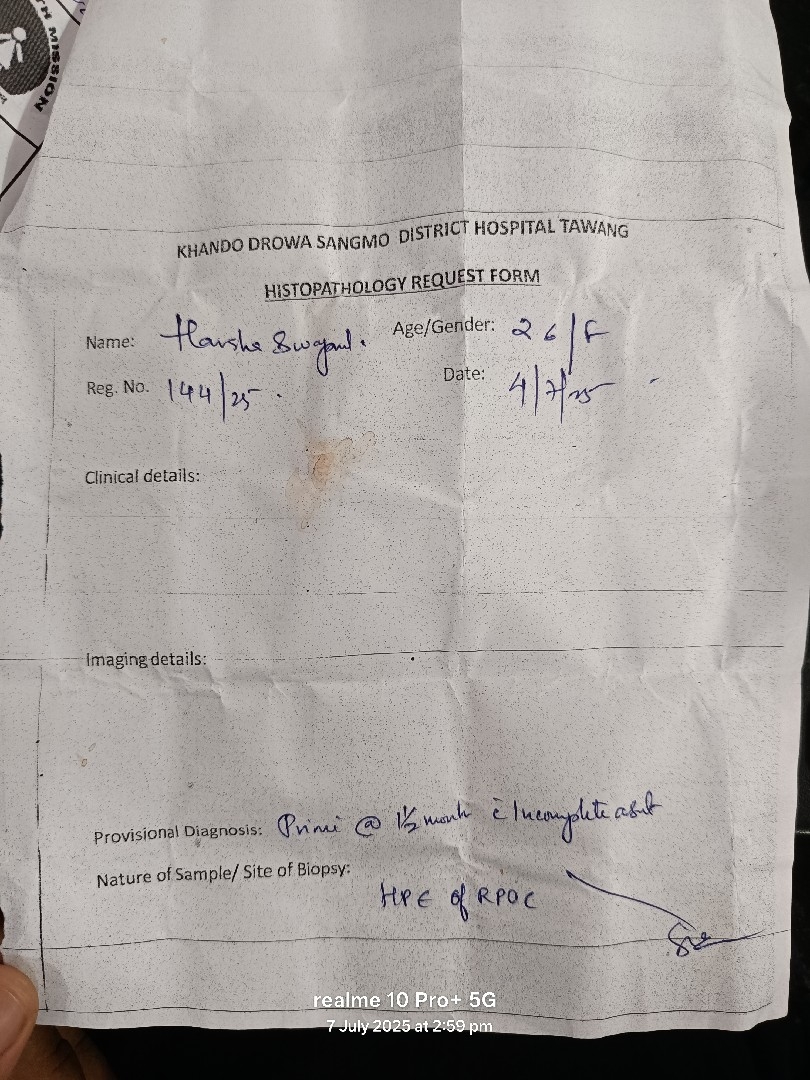 TH MISSION
KHANDO DROWA SANGMO DISTRICT HOSPITAL TAWANG
HISTOPATHOLOGY REQUEST FORM
Name: Harsha Age/Gender: 26/F
Reg. No. 144/25 Date: 4/7/25
Clinical details:
Imaging details:
Provisional Diagnosis: Primi @ 1½ month c̄ Incomplete
Nature of Sample/ Site of Biopsy:
HPE of RPOC
realme 10 Pro+ 5G
7 July 2025 at 2:59 pm